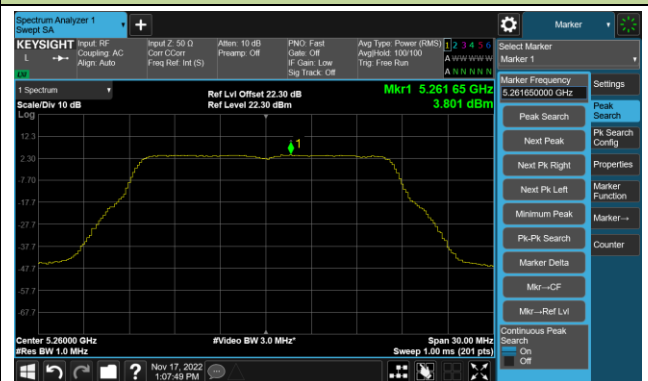 Spectrum Analyzer 1
Swept SA
+
Marker
KEYSIGHT
L
LNI
Input: RF
Coupling: AC
Align: Auto
Input Z: 50 Ω
Corr CCorr
Freq Ref: Int (S)
Atten: 10 dB
Preamp: Off
PNO: Fast
Gate: Off
IF Gain: Low
Sig Track: Off
Avg Type: Power (RMS)
Avg|Hold: 100/100
Trig: Free Run
1 2 3 4 5 6
A W W W W W
A N N N N N
Select Marker
Marker 1
1 Spectrum
Scale/Div 10 dB
Log
Ref Lvl Offset 22.30 dB
Ref Level 22.30 dBm
Mkr1 5.261 65 GHz
3.801 dBm
12.3
2.30
-7.70
-17.7
-27.7
-37.7
-47.7
-57.7
-67.7
1
Center 5.26000 GHz
#Res BW 1.0 MHz
#Video BW 3.0 MHz*
Span 30.00 MHz
Sweep 1.00 ms (201 pts)
Marker Frequency
5.261650000 GHz
Peak Search
Next Peak
Next Pk Right
Next Pk Left
Minimum Peak
Pk-Pk Search
Marker Delta
Mkr→CF
Mkr→Ref Lvl
Continuous Peak
Search
On
Off
Settings
Peak
Search
Pk Search
Config
Properties
Marker
Function
Marker→
Counter
?
Nov 17, 2022
1:07:49 PM